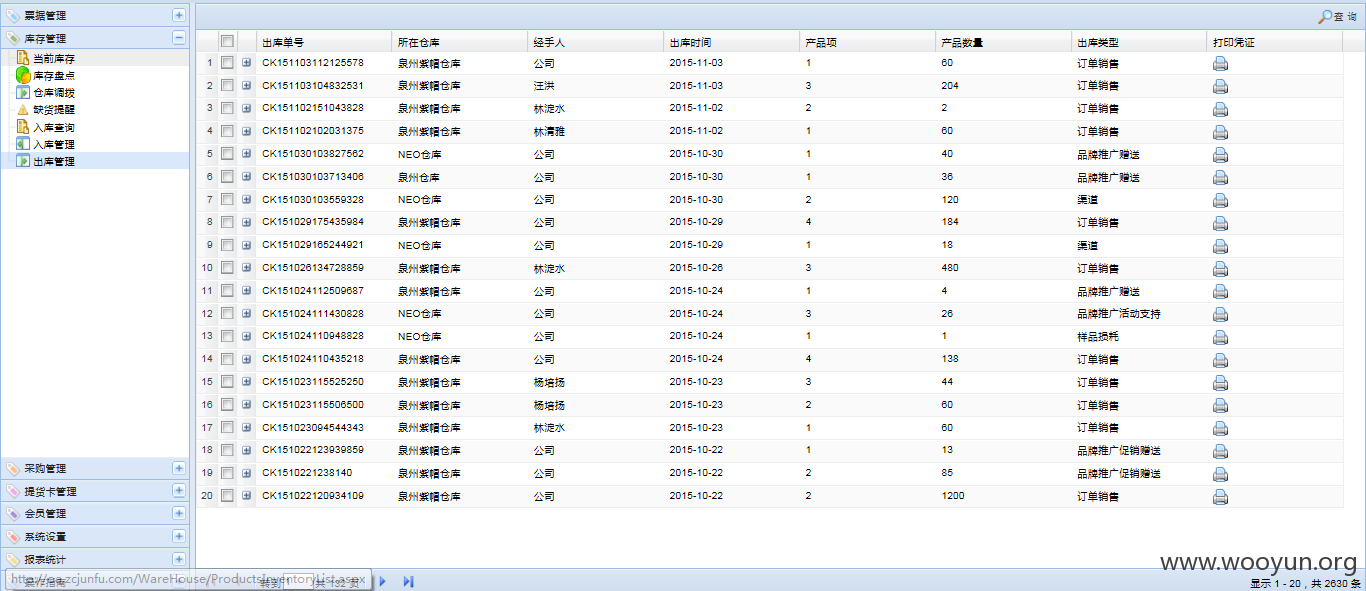 票据管理
库存管理
当前库存
库存盘点
仓库调拨
缺货提醒
入库查询
入库管理
出库管理
采购管理
提货卡管理
会员管理
系统设置
报表统计
查 询
出库单号 所在仓库 经手人 出库时间 产品项 产品数量 出库类型 打印凭证
1 CK151103112125578 泉州紫帽仓库 公司 2015-11-03 1 60 订单销售
2 CK151103104832531 泉州紫帽仓库 汪洪 2015-11-03 3 204 订单销售
3 CK151102151043828 泉州紫帽仓库 林淀水 2015-11-02 2 2 订单销售
4 CK151102102031375 泉州紫帽仓库 林清雅 2015-11-02 1 60 订单销售
5 CK151030103827562 NEO仓库 公司 2015-10-30 1 40 品牌推广赠送
6 CK151030103713406 泉州仓库 公司 2015-10-30 1 36 品牌推广赠送
7 CK151030103559328 NEO仓库 公司 2015-10-30 2 120 渠道
8 CK151029175435984 泉州紫帽仓库 公司 2015-10-29 4 184 订单销售
9 CK151029165244921 NEO仓库 公司 2015-10-29 1 18 渠道
10 CK151026134728859 泉州紫帽仓库 林淀水 2015-10-26 3 480 订单销售
11 CK151024112509687 泉州紫帽仓库 公司 2015-10-24 1 4 品牌推广赠送
12 CK151024111430828 NEO仓库 公司 2015-10-24 3 26 品牌推广活动支持
13 CK151024110948828 NEO仓库 公司 2015-10-24 1 1 样品损耗
14 CK151024110435218 泉州紫帽仓库 公司 2015-10-24 4 138 订单销售
15 CK151023115525250 泉州紫帽仓库 杨培扬 2015-10-23 3 44 订单销售
16 CK151023115506500 泉州紫帽仓库 杨培扬 2015-10-23 2 60 订单销售
17 CK151023094544343 泉州紫帽仓库 林淀水 2015-10-23 1 60 订单销售
18 CK151022123939859 泉州紫帽仓库 公司 2015-10-22 1 13 品牌推广促销赠送
19 CK1510221238140 泉州紫帽仓库 公司 2015-10-22 2 85 品牌推广促销赠送
20 CK151022120934109 泉州紫帽仓库 公司 2015-10-22 2 1200 订单销售
www.wooyun.org
http://oa.zcjunfu.com/WareHouse/ProductsInventoryList.aspx
转到 共 132 页
显示 1 - 20，共 2630 条